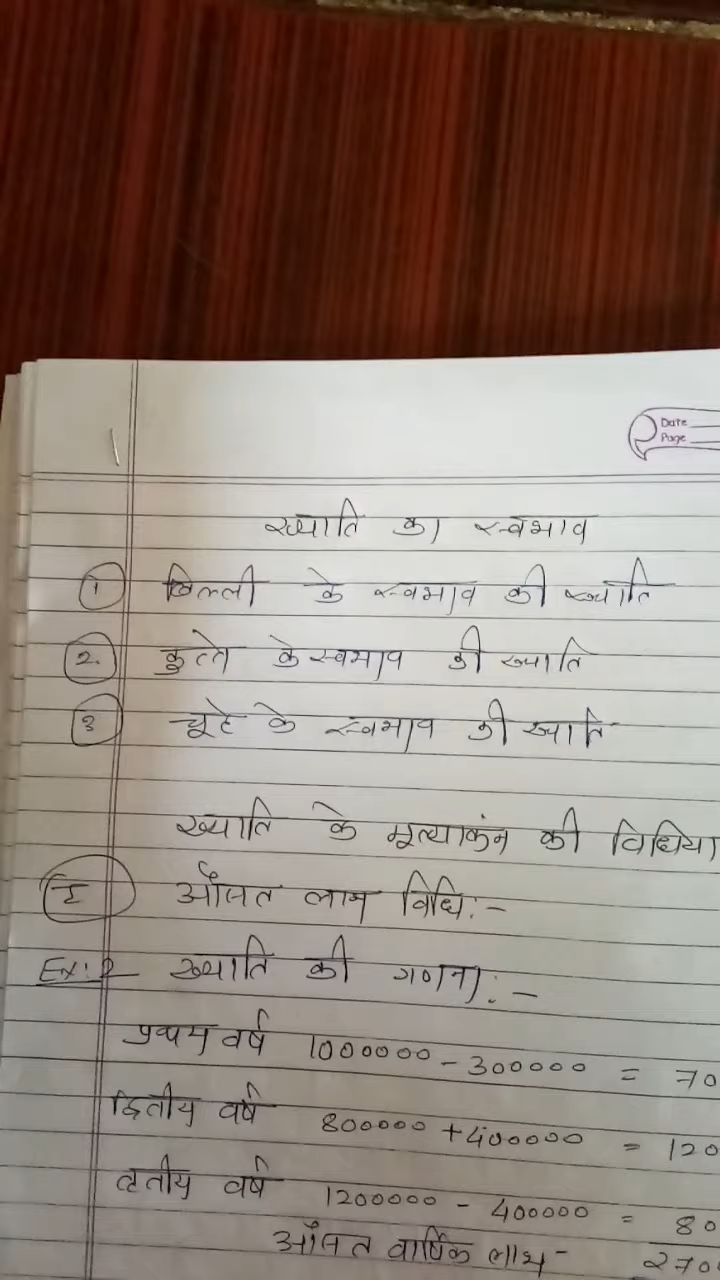 Date
Page
ख्याति का स्वभाव
1 बिल्ली के स्वभाव की ख्याति
2. कुत्ते के स्वभाव की ख्याति
3 चूहे के स्वभाव की ख्याति
ख्याति के मूल्याकंन की विधिया
I औसत लाभ विधि:-
Ex:2 ख्याति की गणना:-
प्रथम वर्ष 1000000 - 300000 = 70
द्वितीय वर्ष 800000 + 400000 = 120
तृतीय वर्ष 1200000 - 400000 = 80
औसत वार्षिक लाभ - 270